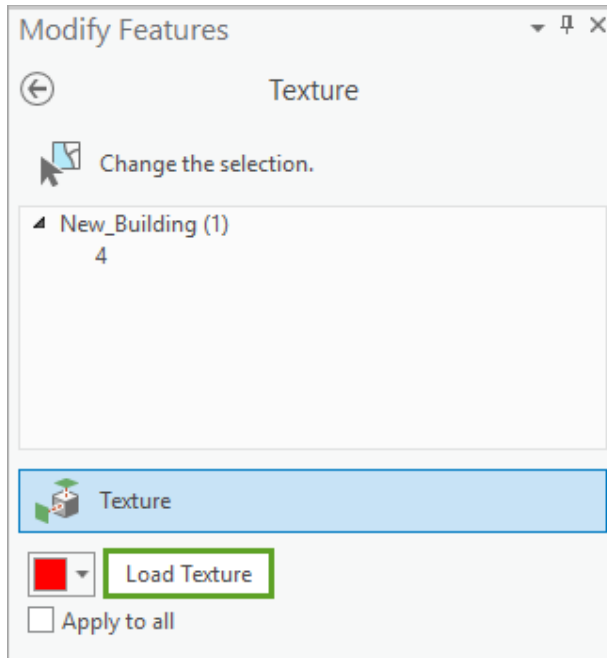 Modify Features
Texture
Change the selection.
New_Building (1)
4
Texture
Load Texture
Apply to all